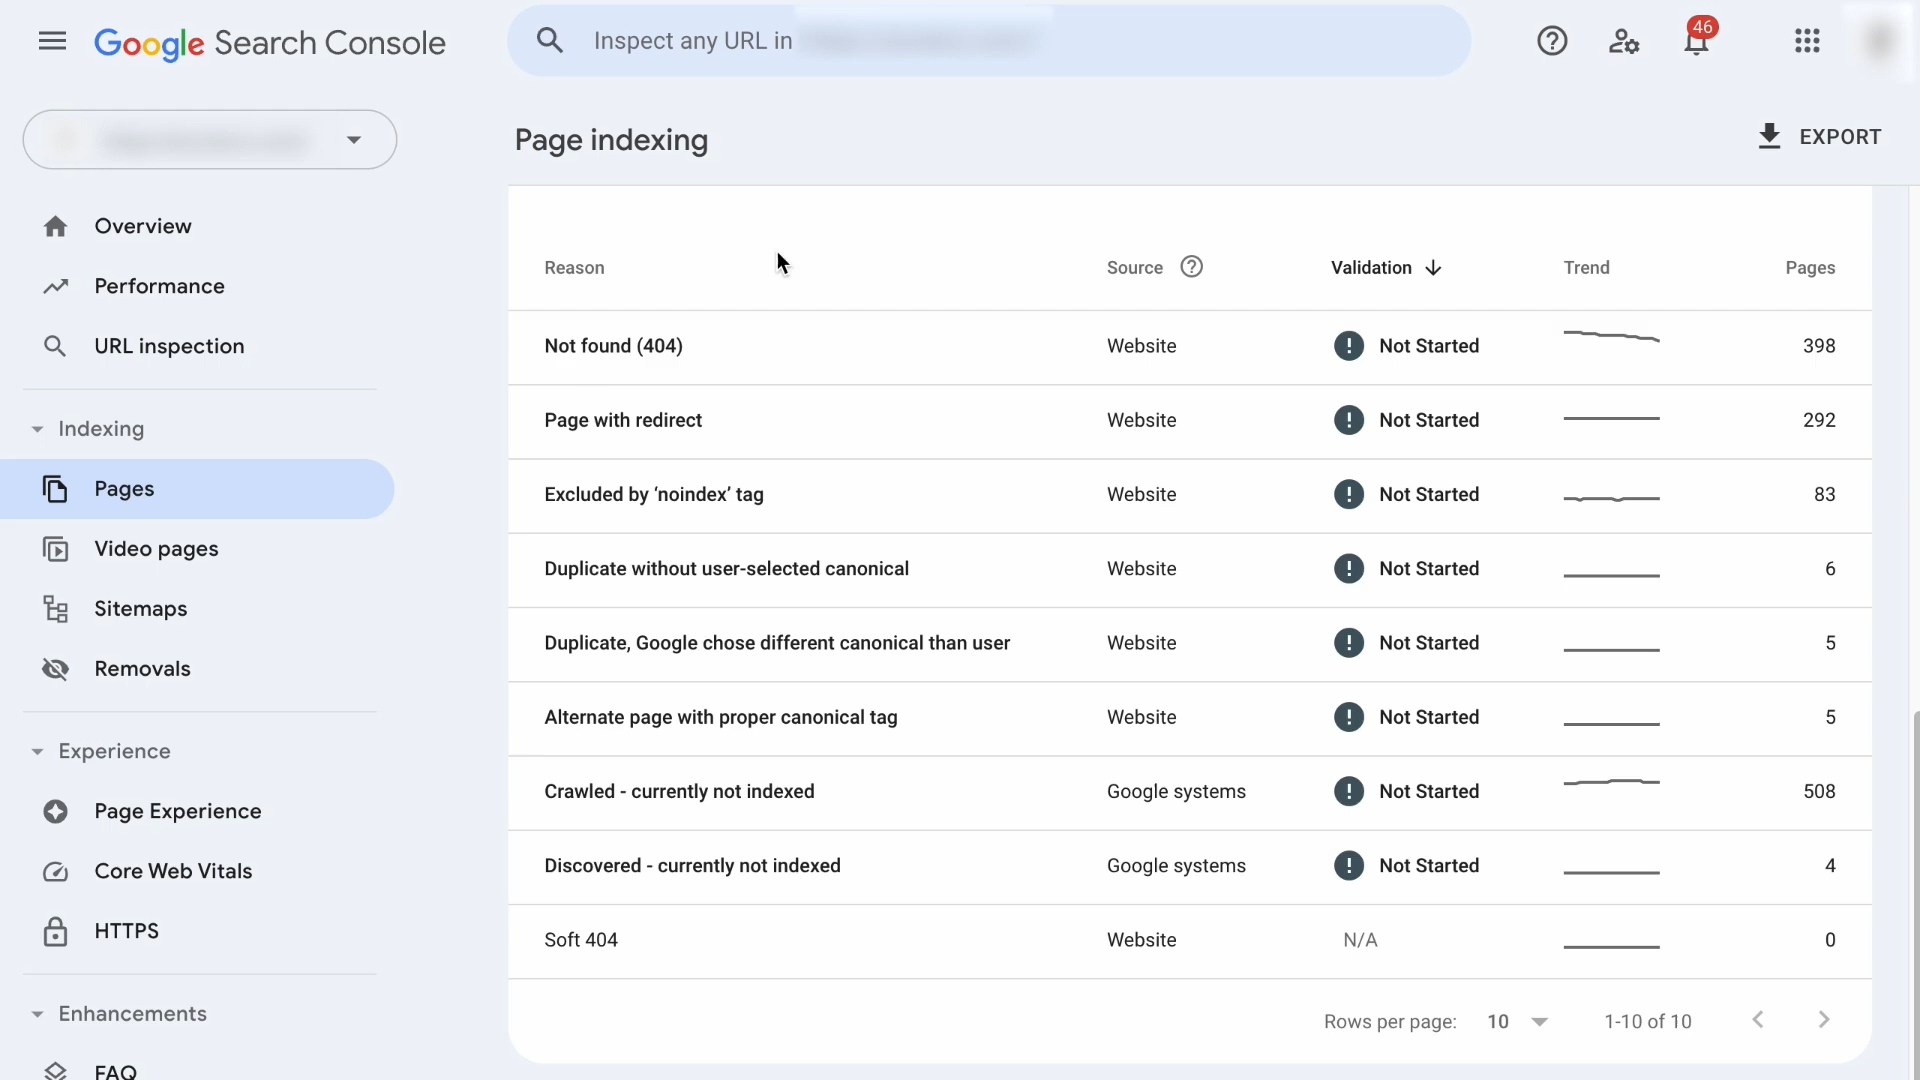 Google Search Console
Inspect any URL in
46
Page indexing
EXPORT
Overview
Performance
URL inspection
Indexing
Pages
Video pages
Sitemaps
Removals
Experience
Page Experience
Core Web Vitals
HTTPS
Enhancements
FAQ
Reason Source Validation Trend Pages
Not found (404) Website Not Started 398
Page with redirect Website Not Started 292
Excluded by ‘noindex’ tag Website Not Started 83
Duplicate without user-selected canonical Website Not Started 6
Duplicate, Google chose different canonical than user Website Not Started 5
Alternate page with proper canonical tag Website Not Started 5
Crawled - currently not indexed Google systems Not Started 508
Discovered - currently not indexed Google systems Not Started 4
Soft 404 Website N/A 0
Rows per page: 10 1-10 of 10